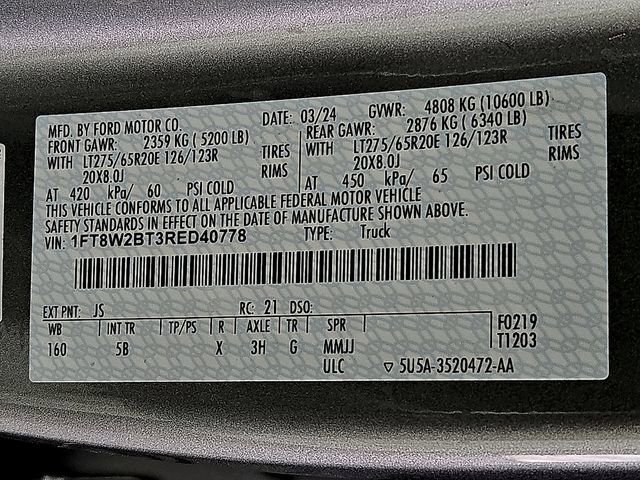 MFD. BY FORD MOTOR CO. DATE: 03/24 GVWR: 4808 KG (10600 LB)
FRONT GAWR: 2359 KG ( 5200 LB) REAR GAWR: 2876 KG ( 6340 LB)
WITH LT275/65R20E 126/123R TIRES WITH LT275/65R20E 126/123R TIRES
20X8.0J RIMS 20X8.0J RIMS
AT 420 kPa/ 60 PSI COLD AT 450 kPa/ 65 PSI COLD
THIS VEHICLE CONFORMS TO ALL APPLICABLE FEDERAL MOTOR VEHICLE
SAFETY STANDARDS IN EFFECT ON THE DATE OF MANUFACTURE SHOWN ABOVE.
VIN: 1FT8W2BT3RED40778 TYPE: Truck
EXT PNT: JS RC: 21 DSO:
WB INT TR TP/PS R AXLE TR SPR F0219
160 5B X 3H G MMJJ T1203
ULC ▽ 5U5A-3520472-AA